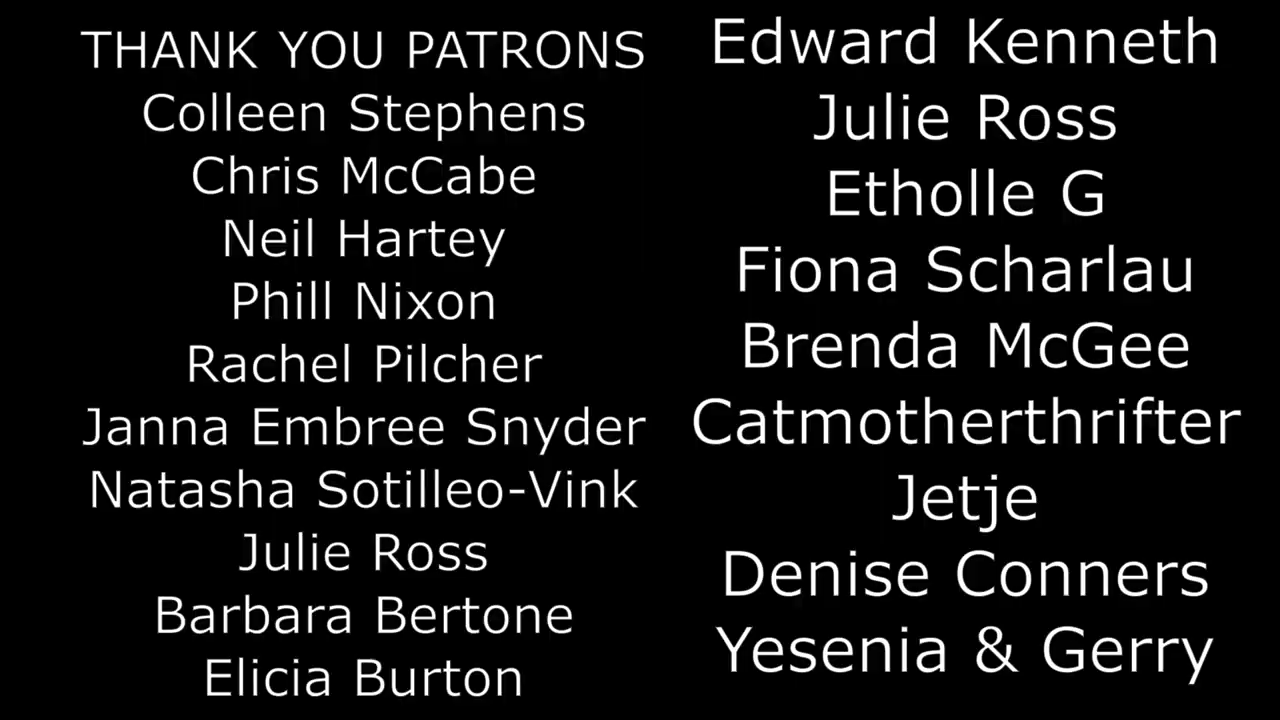 THANK YOU PATRONS
Colleen Stephens
Chris McCabe
Neil Hartey
Phill Nixon
Rachel Pilcher
Janna Embree Snyder
Natasha Sotilleo-Vink
Julie Ross
Barbara Bertone
Elicia Burton
Edward Kenneth
Julie Ross
Etholle G
Fiona Scharlau
Brenda McGee
Catmotherthrifter
Jetje
Denise Conners
Yesenia & Gerry